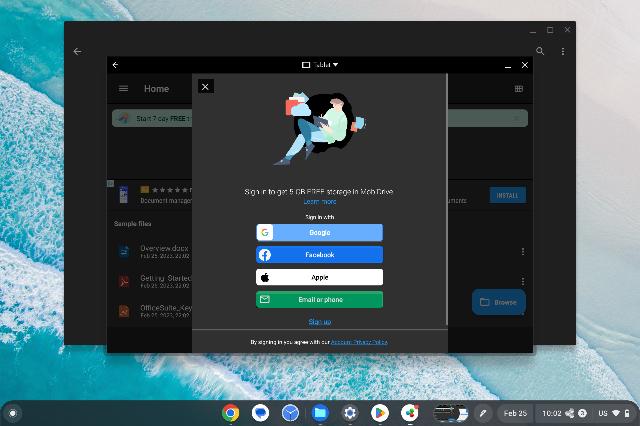 Tablet
Home
Start 7 day FREE t
Sign in to get 5 GB FREE storage in MobiDrive
Learn more
INSTALL
Document manager
uments
Sign in with
Google
Sample files
Facebook
Overview.docx
Feb 25, 2023, 22:02
Apple
Getting_Started
Feb 25, 2023, 22:02
Email or phone
Browse
OfficeSuite_Key
Feb 25, 2023, 22:02
Sign up
By signing in you agree with our Account Privacy Policy.
Feb 25
10:02
US